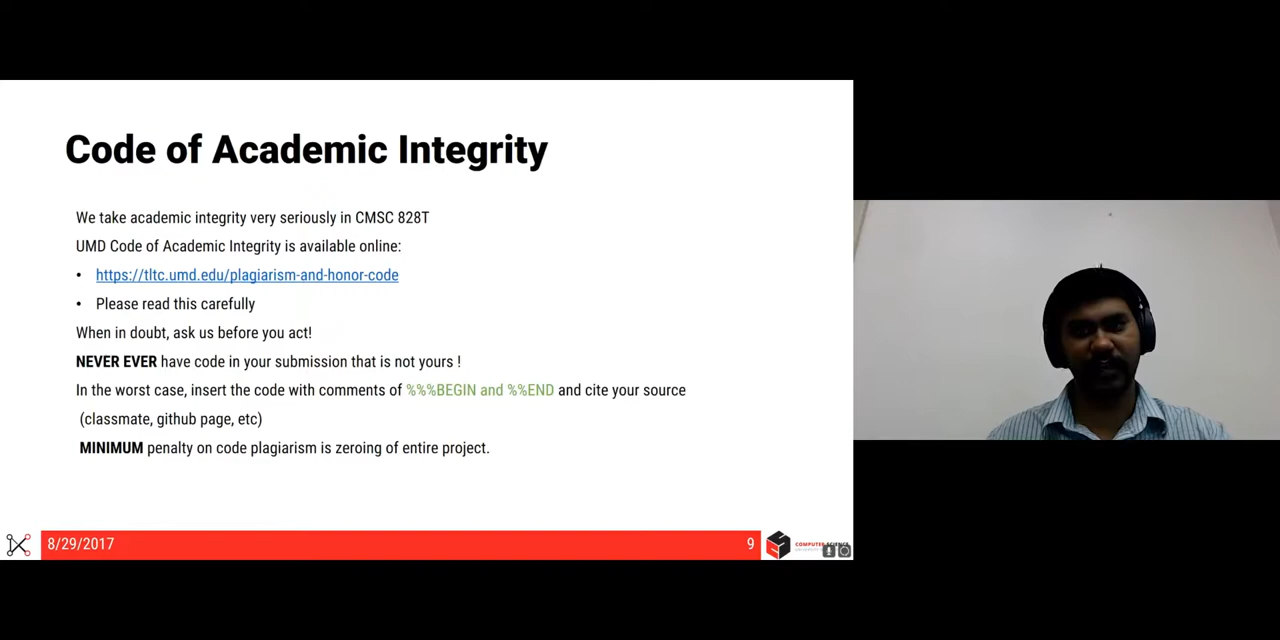 Code of Academic Integrity
We take academic integrity very seriously in CMSC 828T
UMD Code of Academic Integrity is available online:
• https://tltc.umd.edu/plagiarism-and-honor-code
• Please read this carefully
When in doubt, ask us before you act!
NEVER EVER have code in your submission that is not yours !
In the worst case, insert the code with comments of %%%BEGIN and %%END and cite your source
(classmate, github page, etc)
MINIMUM penalty on code plagiarism is zeroing of entire project.
8/29/2017
9
COMPUTER SCIENCE